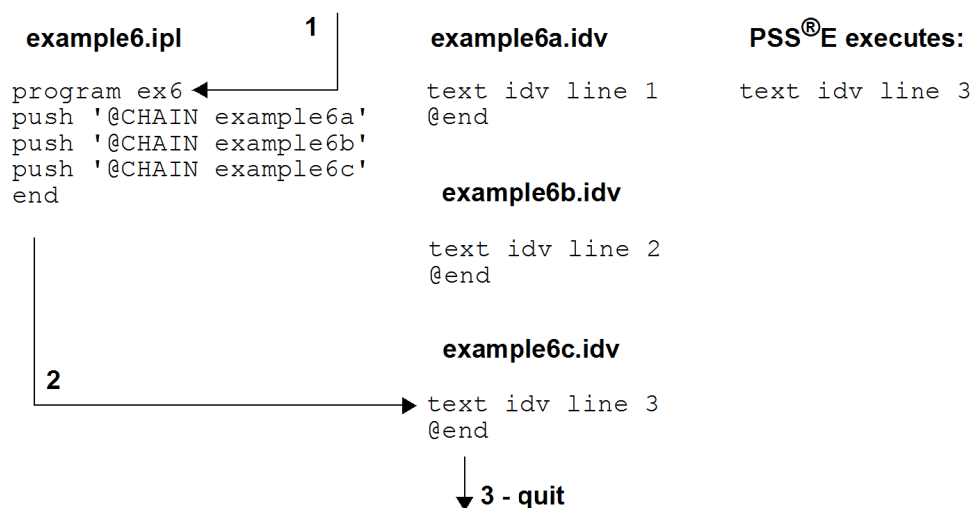 example6.ipl
1
program ex6
push '@CHAIN example6a'
push '@CHAIN example6b'
push '@CHAIN example6c'
end
2
example6a.idv
text idv line 1
@end
example6b.idv
text idv line 2
@end
example6c.idv
text idv line 3
@end
3 - quit
PSS®E executes:
text idv line 3